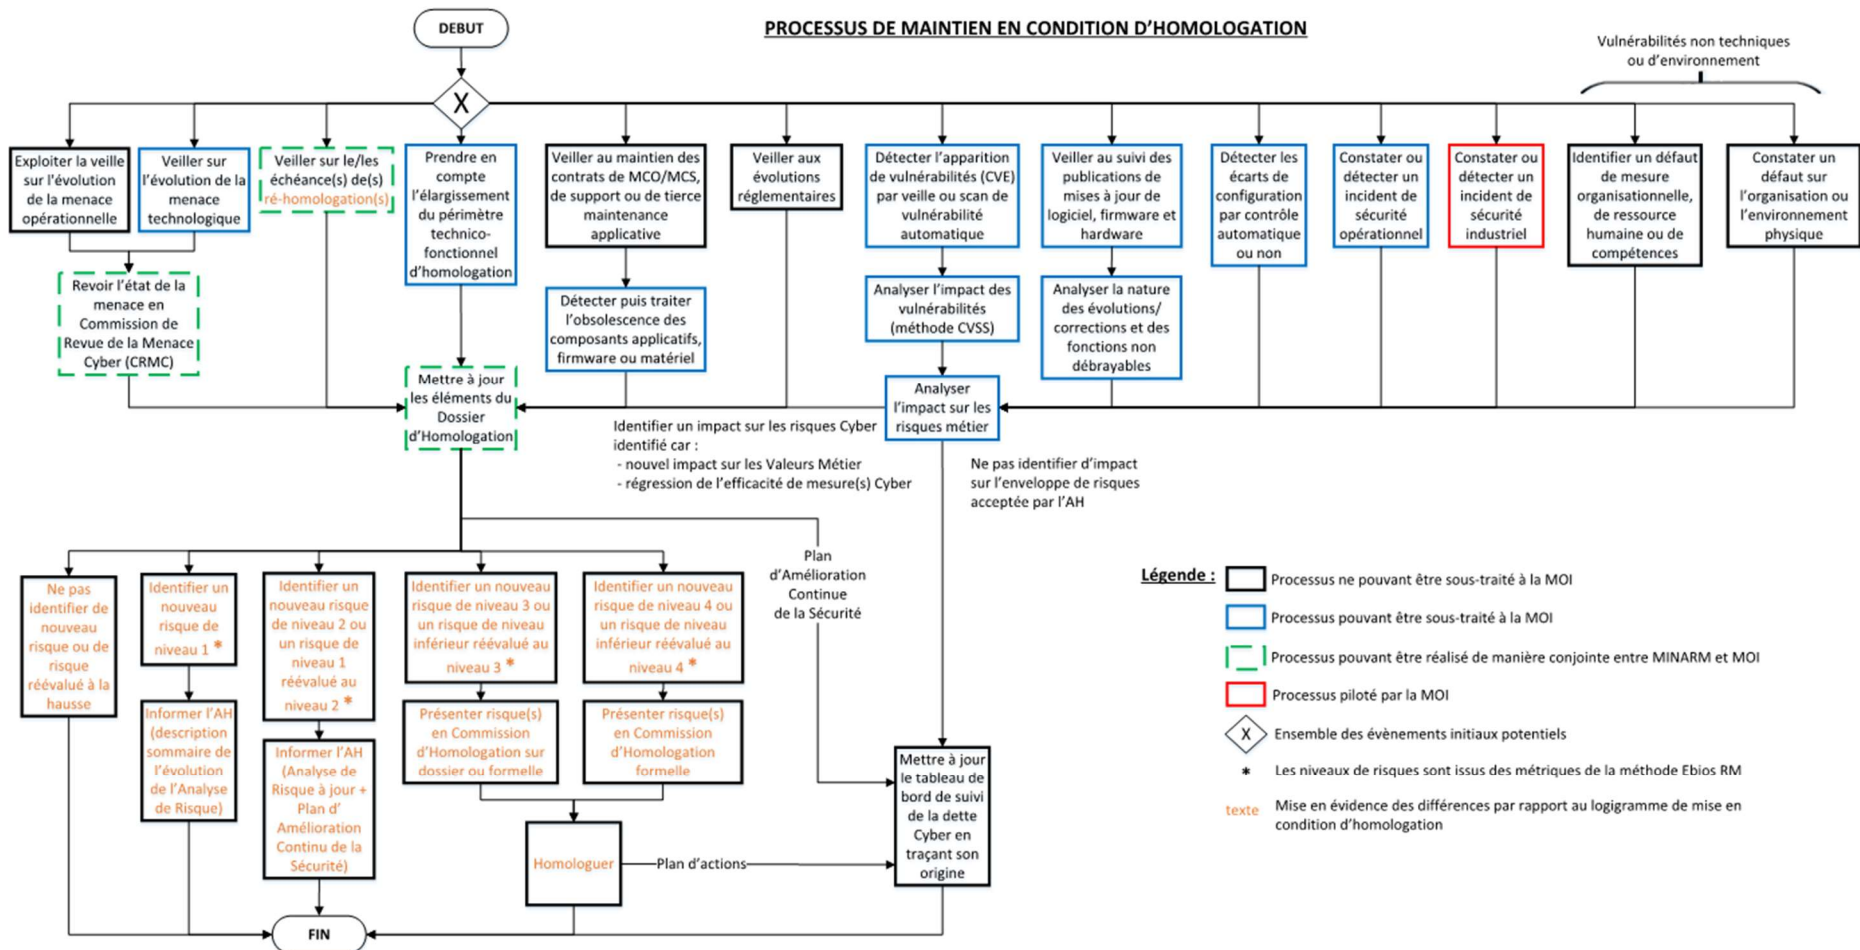 DEBUT
PROCESSUS DE MAINTIEN EN CONDITION D'HOMOLOGATION
Vulnérabilités non techniques
ou d'environnement
X
Exploiter la veille
sur l'évolution
de la menace
opérationnelle
Veiller sur
l'évolution de la
menace
technologique
Veiller sur le/les
échéance(s) de(s)
ré-homologation(s)
Prendre en
compte
l'élargissement
du périmètre
technico-
fonctionnel
d'homologation
Veiller au maintien des
contrats de MCO/MCS,
de support ou de tierce
maintenance
applicative
Veiller aux
évolutions
réglementaires
Détecter l'apparition
de vulnérabilités (CVE)
par veille ou scan de
vulnérabilité
automatique
Veiller au suivi des
publications de
mises à jour de
logiciel, firmware et
hardware
Détecter les
écarts de
configuration
par contrôle
automatique
ou non
Constater ou
détecter un
incident de
sécurité
opérationnel
Constater ou
détecter un
incident de
sécurité
industriel
Identifier un défaut
de mesure
organisationnelle,
de ressource
humaine ou de
compétences
Constater un
défaut sur
l'organisation ou
l'environnement
physique
Revoir l'état de la
menace en
Commission de
Revue de la Menace
Cyber (CRMC)
Détecter puis traiter
l'obsolescence des
composants applicatifs,
firmware ou matériel
Analyser l'impact des
vulnérabilités
(méthode CVSS)
Analyser la nature
des évolutions/
corrections et des
fonctions non
débrayables
Mettre à jour
les éléments du
Dossier
d'Homologation
Analyser
l'impact sur les
risques métier
Identifier un impact sur les risques Cyber
identifié car :
- nouvel impact sur les Valeurs Métier
- régression de l'efficacité de mesure(s) Cyber
Ne pas identifier d'impact
sur l'enveloppe de risques
acceptée par l'AH
Plan
d'Amélioration
Continue
de la Sécurité
Ne pas
identifier de
nouveau
risque ou de
risque
réévalué à la
hausse
Identifier un
nouveau
risque de
niveau 1 *
Identifier un
nouveau risque
de niveau 2 ou
un risque de
niveau 1
réévalué au
niveau 2 *
Identifier un nouveau
risque de niveau 3 ou
un risque de niveau
inférieur réévalué au
niveau 3 *
Identifier un nouveau
risque de niveau 4 ou
un risque de niveau
inférieur réévalué au
niveau 4 *
Informer l'AH
(description
sommaire de
l'évolution
de l'Analyse
de Risque)
Informer l'AH
(Analyse de
Risque à jour +
Plan d'
Amélioration
Continu de la
Sécurité)
Présenter risque(s)
en Commission
d'Homologation sur
dossier ou formelle
Présenter risque(s)
en Commission
d'Homologation
formelle
Homologuer
Plan d'actions
Mettre à jour
le tableau de
bord de suivi
de la dette
Cyber en
traçant son
origine
FIN
Légende :
Processus ne pouvant être sous-traité à la MOI
Processus pouvant être sous-traité à la MOI
Processus pouvant être réalisé de manière conjointe entre MINARM et MOI
Processus piloté par la MOI
X Ensemble des évènements initiaux potentiels
* Les niveaux de risques sont issus des métriques de la méthode Ebios RM
texte Mise en évidence des différences par rapport au logigramme de mise en
condition d'homologation